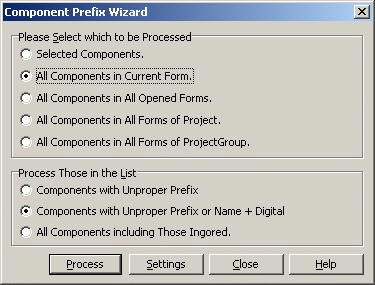 Component Prefix Wizard
Please Select which to be Processed
Selected Components.
All Components in Current Form.
All Components in All Opened Forms.
All Components in All Forms of Project.
All Components in All Forms of ProjectGroup.
Process Those in the List
Components with Unproper Prefix
Components with Unproper Prefix or Name + Digital
All Components including Those Ingored.
Process Settings Close Help